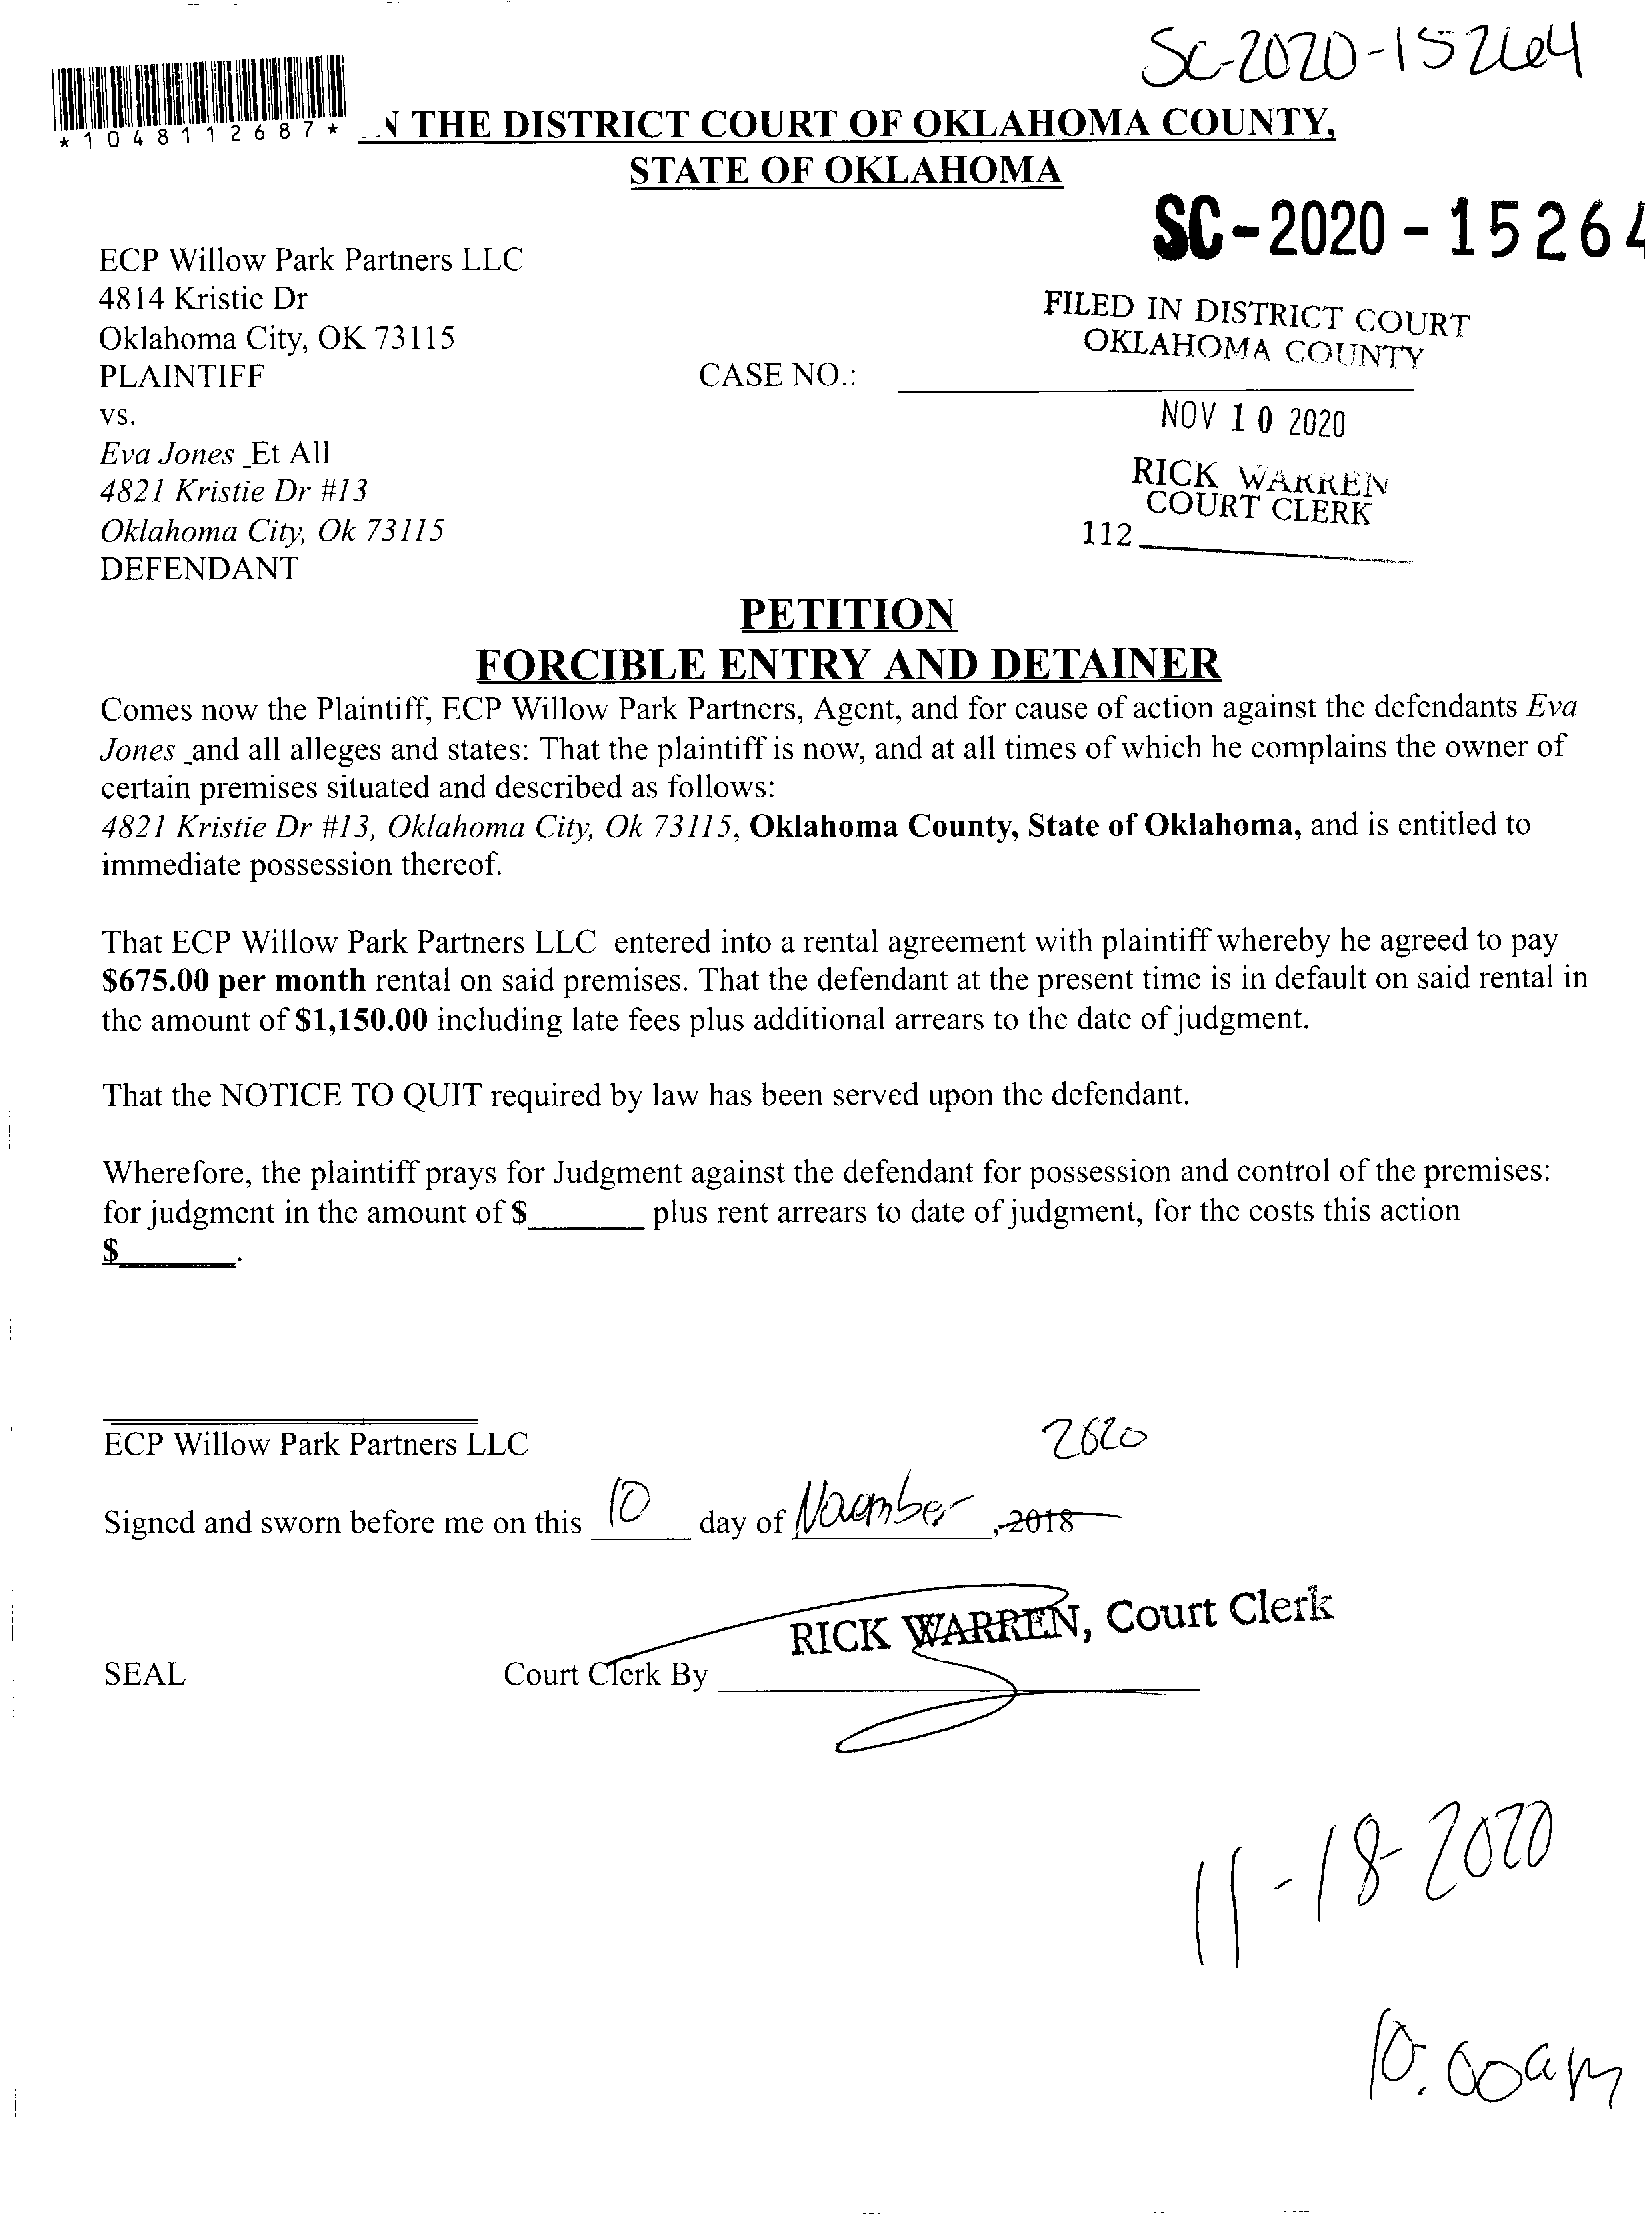 SC-2020-15264
*1048112687*
N THE DISTRICT COURT OF OKLAHOMA COUNTY,
STATE OF OKLAHOMA
SC-2020-15264
ECP Willow Park Partners LLC
4814 Kristie Dr
Oklahoma City, OK 73115
FILED IN DISTRICT COURT
OKLAHOMA COUNTY
PLAINTIFF
CASE NO.:
vs.
NOV 10 2020
Eva Jones _Et All
4821 Kristie Dr #13
RICK WARREN
COURT CLERK
Oklahoma City, Ok 73115
112
DEFENDANT
PETITION
FORCIBLE ENTRY AND DETAINER
Comes now the Plaintiff, ECP Willow Park Partners, Agent, and for cause of action against the defendants Eva
Jones _and all alleges and states: That the plaintiff is now, and at all times of which he complains the owner of
certain premises situated and described as follows:
4821 Kristie Dr #13, Oklahoma City, Ok 73115, Oklahoma County, State of Oklahoma, and is entitled to
immediate possession thereof.
That ECP Willow Park Partners LLC entered into a rental agreement with plaintiff whereby he agreed to pay
$675.00 per month rental on said premises. That the defendant at the present time is in default on said rental in
the amount of $1,150.00 including late fees plus additional arrears to the date of judgment.
That the NOTICE TO QUIT required by law has been served upon the defendant.
Wherefore, the plaintiff prays for Judgment against the defendant for possession and control of the premises:
for judgment in the amount of $________ plus rent arrears to date of judgment, for the costs this action
$________.
ECP Willow Park Partners LLC
2020
Signed and sworn before me on this 10 day of November, 2018
RICK WARREN, Court Clerk
SEAL Court Clerk By
11-18-2020
10:00am